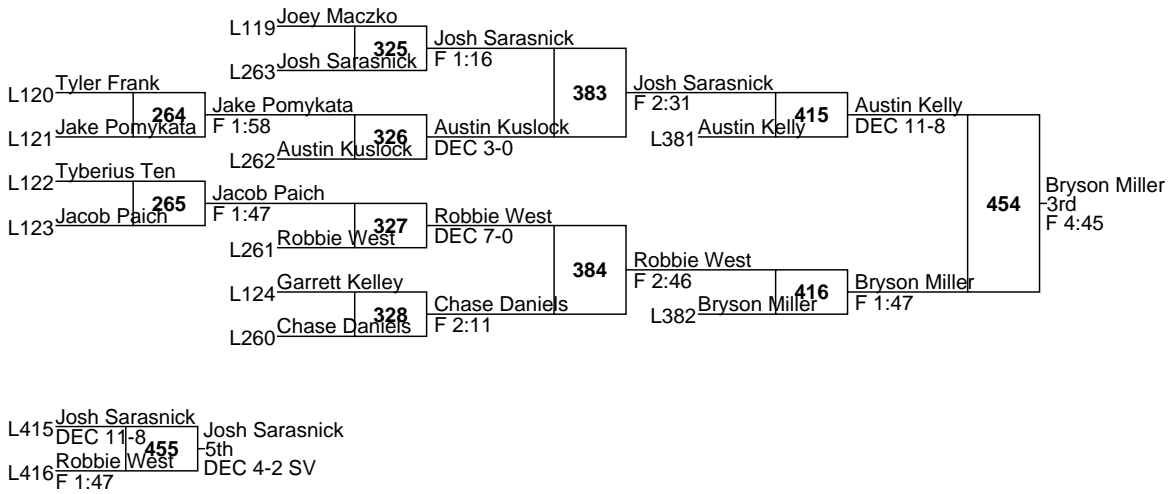 L119 Joey Maczko
325
L263 Josh Sarasnick
Josh Sarasnick
F 1:16
L120 Tyler Frank
264
L121 Jake Pomykata
Jake Pomykata
F 1:58
326
L262 Austin Kuslock
Austin Kuslock
DEC 3-0
383
Josh Sarasnick
F 2:31
415
L381 Austin Kelly
Austin Kelly
DEC 11-8
L122 Tyberius Ten
265
L123 Jacob Paich
Jacob Paich
F 1:47
327
L261 Robbie West
Robbie West
DEC 7-0
L124 Garrett Kelley
328
L260 Chase Daniels
Chase Daniels
F 2:11
384
Robbie West
F 2:46
416
L382 Bryson Miller
Bryson Miller
F 1:47
454
Bryson Miller
3rd
F 4:45
L415 Josh Sarasnick
DEC 11-8
455
L416 Robbie West
F 1:47
Josh Sarasnick
5th
DEC 4-2 SV